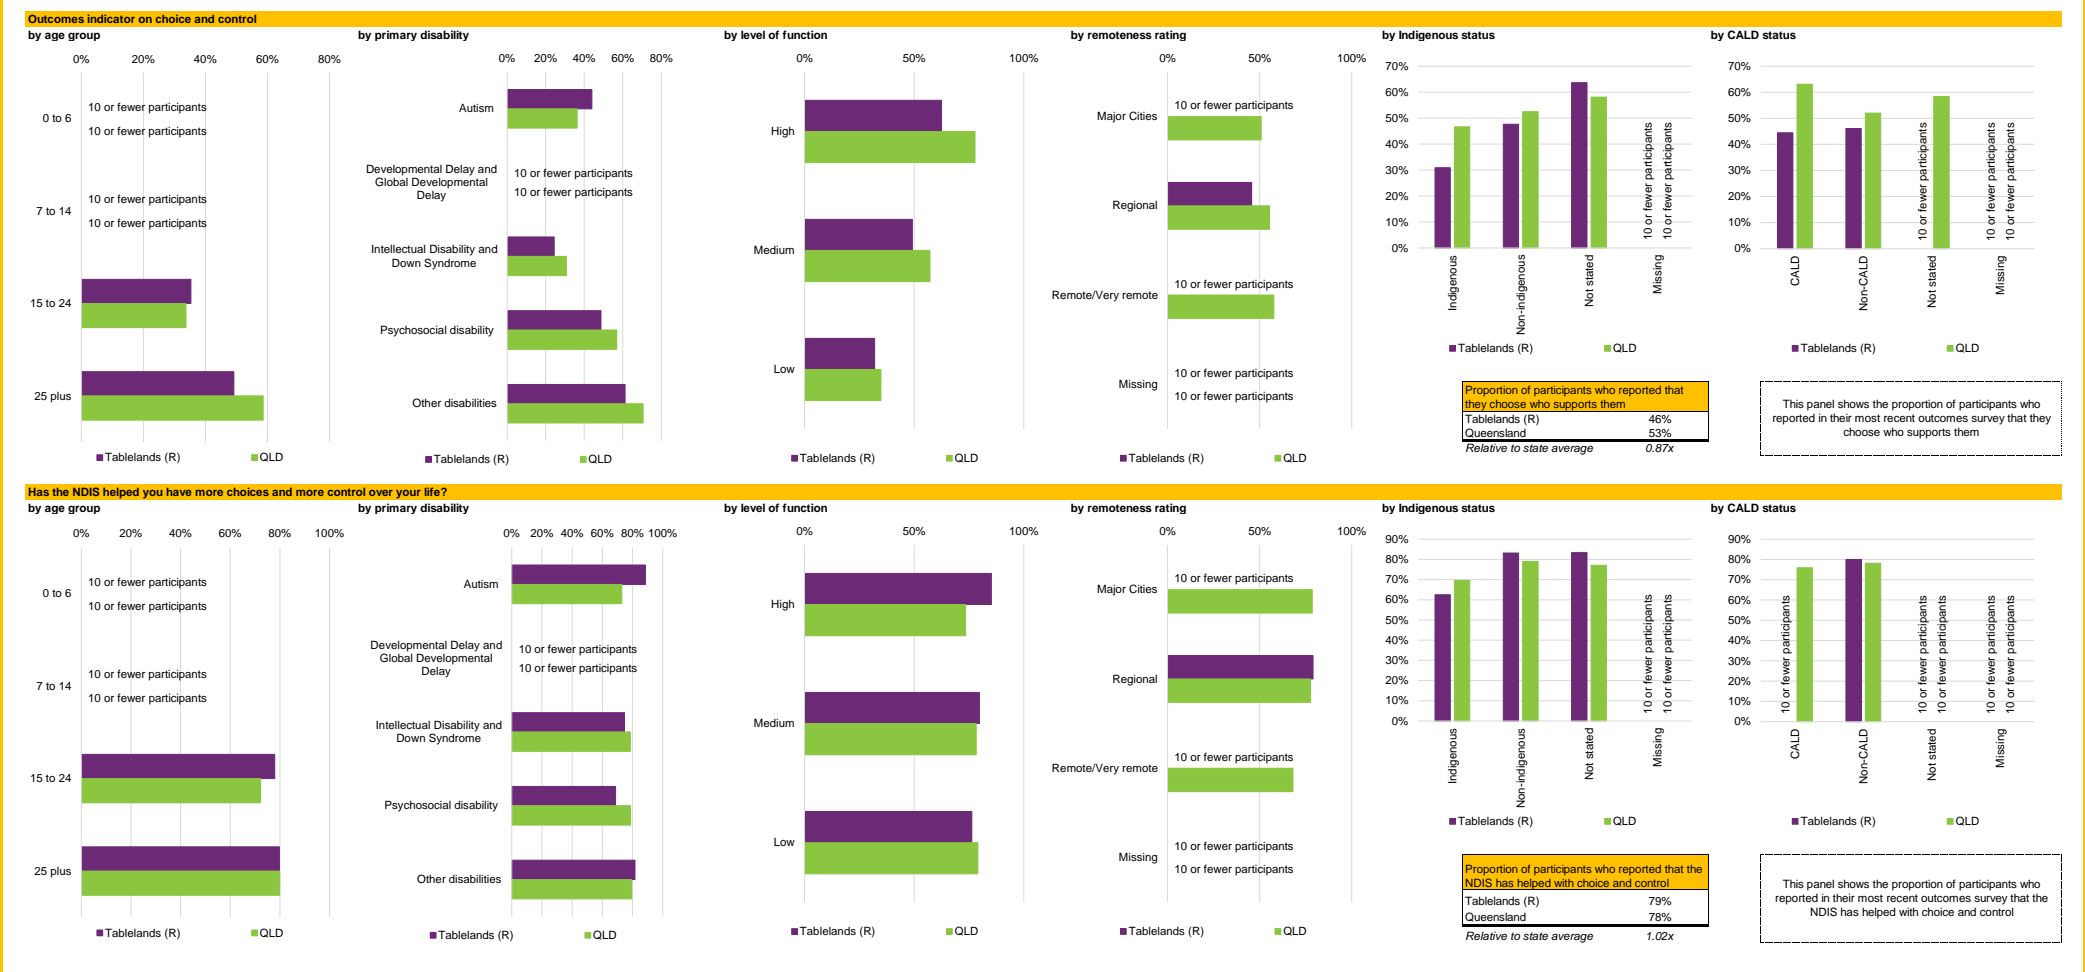 Outcomes indicator on choice and control
by age group
0%
20%
40%
60%
80%
0 to 6
10 or fewer participants
10 or fewer participants
7 to 14
10 or fewer participants
10 or fewer participants
15 to 24
25 plus
Tablelands (R)
QLD
by primary disability
0%
20%
40%
60%
80%
Autism
Developmental Delay and
Global Developmental
Delay
10 or fewer participants
10 or fewer participants
Intellectual Disability and
Down Syndrome
Psychosocial disability
Other disabilities
Tablelands (R)
QLD
by level of function
0%
50%
100%
High
Medium
Low
Tablelands (R)
QLD
by remoteness rating
0%
50%
100%
Major Cities
10 or fewer participants
Regional
Remote/Very remote
10 or fewer participants
Missing
10 or fewer participants
10 or fewer participants
Tablelands (R)
QLD
by Indigenous status
70%
60%
50%
40%
30%
20%
10%
0%
10 or fewer participants
10 or fewer participants
Indigenous
Non-indigenous
Not stated
Missing
Tablelands (R)
QLD
by CALD status
70%
60%
50%
40%
30%
20%
10%
0%
10 or fewer participants
10 or fewer participants
10 or fewer participants
CALD
Non-CALD
Not stated
Missing
Tablelands (R)
QLD
Proportion of participants who reported that
they choose who supports them
Tablelands (R) 46%
Queensland 53%
Relative to state average 0.87x
This panel shows the proportion of participants who
reported in their most recent outcomes survey that they
choose who supports them
Has the NDIS helped you have more choices and more control over your life?
by age group
0%
20%
40%
60%
80%
100%
0 to 6
10 or fewer participants
10 or fewer participants
7 to 14
10 or fewer participants
10 or fewer participants
15 to 24
25 plus
Tablelands (R)
QLD
by primary disability
0%
20%
40%
60%
80%
100%
Autism
Developmental Delay and
Global Developmental
Delay
10 or fewer participants
10 or fewer participants
Intellectual Disability and
Down Syndrome
Psychosocial disability
Other disabilities
Tablelands (R)
QLD
by level of function
0%
50%
100%
High
Medium
Low
Tablelands (R)
QLD
by remoteness rating
0%
50%
100%
Major Cities
10 or fewer participants
Regional
Remote/Very remote
10 or fewer participants
Missing
10 or fewer participants
10 or fewer participants
Tablelands (R)
QLD
by Indigenous status
90%
80%
70%
60%
50%
40%
30%
20%
10%
0%
10 or fewer participants
10 or fewer participants
Indigenous
Non-indigenous
Not stated
Missing
Tablelands (R)
QLD
by CALD status
90%
80%
70%
60%
50%
40%
30%
20%
10%
0%
10 or fewer participants
10 or fewer participants
10 or fewer participants
10 or fewer participants
10 or fewer participants
CALD
Non-CALD
Not stated
Missing
Tablelands (R)
QLD
Proportion of participants who reported that the
NDIS has helped with choice and control
Tablelands (R) 79%
Queensland 78%
Relative to state average 1.02x
This panel shows the proportion of participants who
reported in their most recent outcomes survey that the
NDIS has helped with choice and control